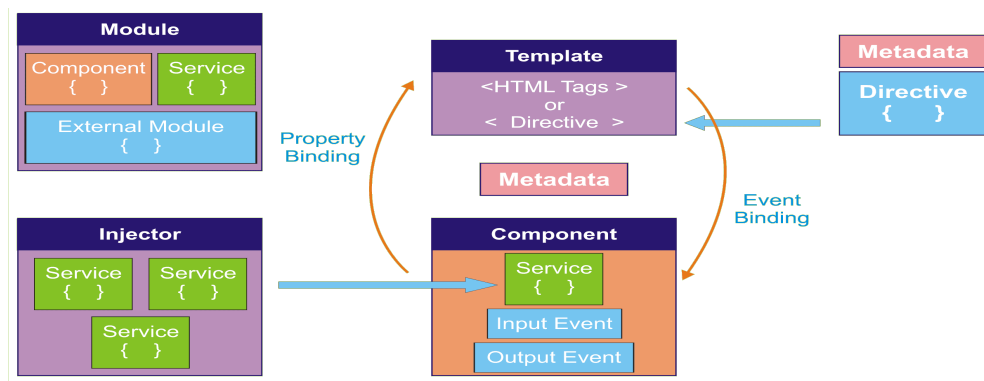 Module
Component
{ }
Service
{ }
External Module
{ }
Property
Binding
Template
<HTML Tags >
or
< Directive >
Metadata
Metadata
Directive
{ }
Event
Binding
Injector
Service
{ }
Service
{ }
Service
{ }
Component
Service
{ }
Input Event
Output Event